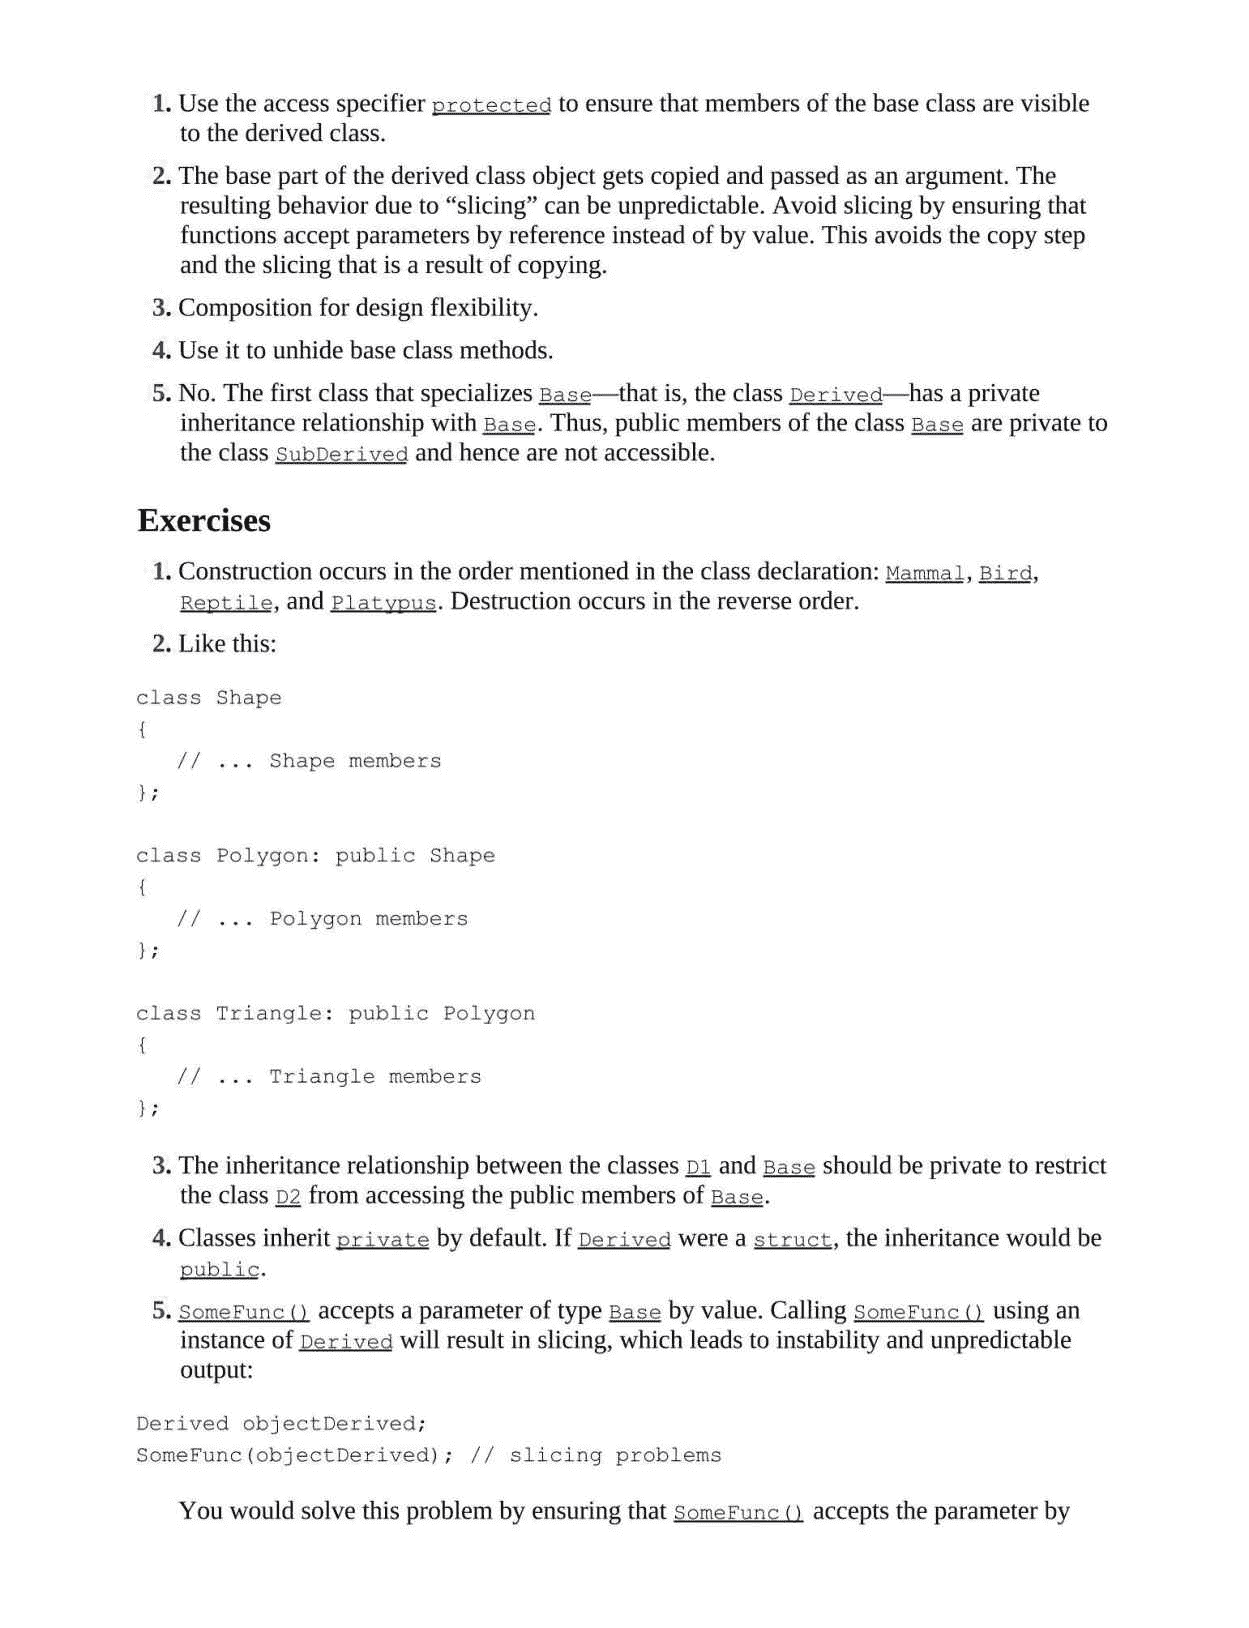 1. Use the access specifier protected to ensure that members of the base class are visible
to the derived class.
2. The base part of the derived class object gets copied and passed as an argument. The
resulting behavior due to “slicing” can be unpredictable. Avoid slicing by ensuring that
functions accept parameters by reference instead of by value. This avoids the copy step
and the slicing that is a result of copying.
3. Composition for design flexibility.
4. Use it to unhide base class methods.
5. No. The first class that specializes Base—that is, the class Derived—has a private
inheritance relationship with Base. Thus, public members of the class Base are private to
the class SubDerived and hence are not accessible.
Exercises
1. Construction occurs in the order mentioned in the class declaration: Mammal, Bird,
Reptile, and Platypus. Destruction occurs in the reverse order.
2. Like this:
class Shape
{
   // ... Shape members
};
class Polygon: public Shape
{
   // ... Polygon members
};
class Triangle: public Polygon
{
   // ... Triangle members
};
3. The inheritance relationship between the classes D1 and Base should be private to restrict
the class D2 from accessing the public members of Base.
4. Classes inherit private by default. If Derived were a struct, the inheritance would be
public.
5. SomeFunc() accepts a parameter of type Base by value. Calling SomeFunc() using an
instance of Derived will result in slicing, which leads to instability and unpredictable
output:
Derived objectDerived;
SomeFunc(objectDerived); // slicing problems
You would solve this problem by ensuring that SomeFunc() accepts the parameter by